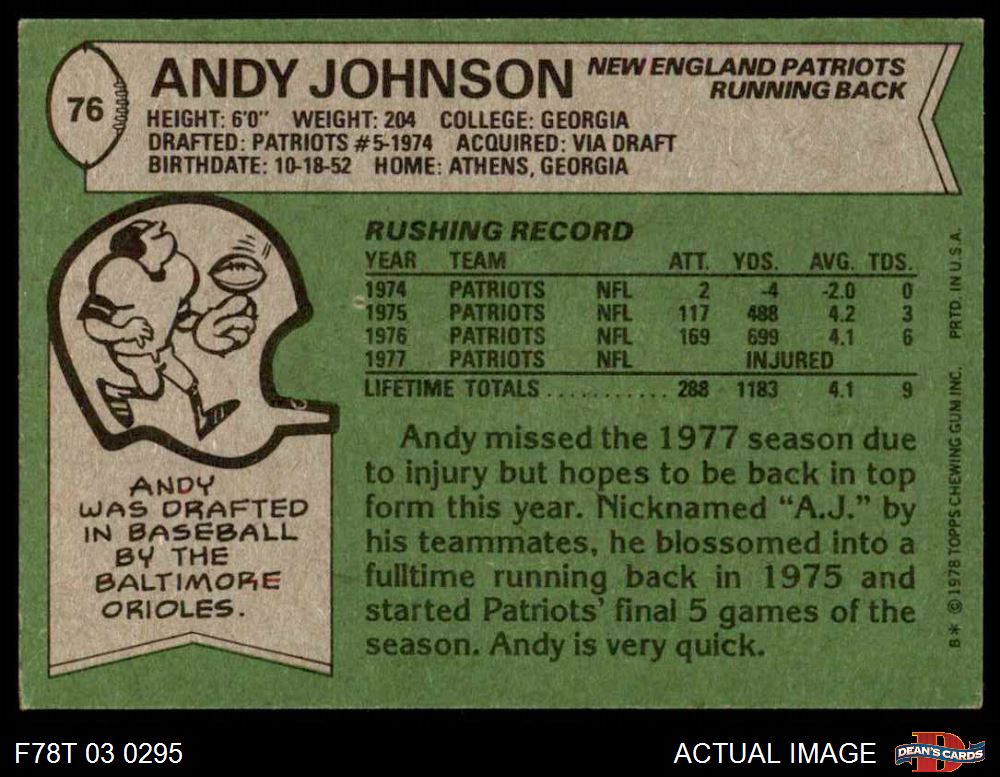 76
ANDY JOHNSON
NEW ENGLAND PATRIOTS
RUNNING BACK
HEIGHT: 6'0" WEIGHT: 204 COLLEGE: GEORGIA
DRAFTED: PATRIOTS #5-1974 ACQUIRED: VIA DRAFT
BIRTHDATE: 10-18-52 HOME: ATHENS, GEORGIA
RUSHING RECORD
YEAR TEAM ATT. YDS. AVG. TDS.
1974 PATRIOTS NFL 2 -4 -2.0 0
1975 PATRIOTS NFL 117 488 4.2 3
1976 PATRIOTS NFL 169 699 4.1 6
1977 PATRIOTS NFL INJURED
LIFETIME TOTALS ........... 288 1183 4.1 9
Andy missed the 1977 season due
to injury but hopes to be back in top
form this year. Nicknamed "A.J." by
his teammates, he blossomed into a
fulltime running back in 1975 and
started Patriots' final 5 games of the
season. Andy is very quick.
ANDY
WAS DRAFTED
IN BASEBALL
BY THE
BALTIMORE
ORIOLES.
B* © 1978 TOPPS CHEWING GUM INC. PRTD. IN U.S.A.
F78T 03 0295
ACTUAL IMAGE
DEAN'S CARDS